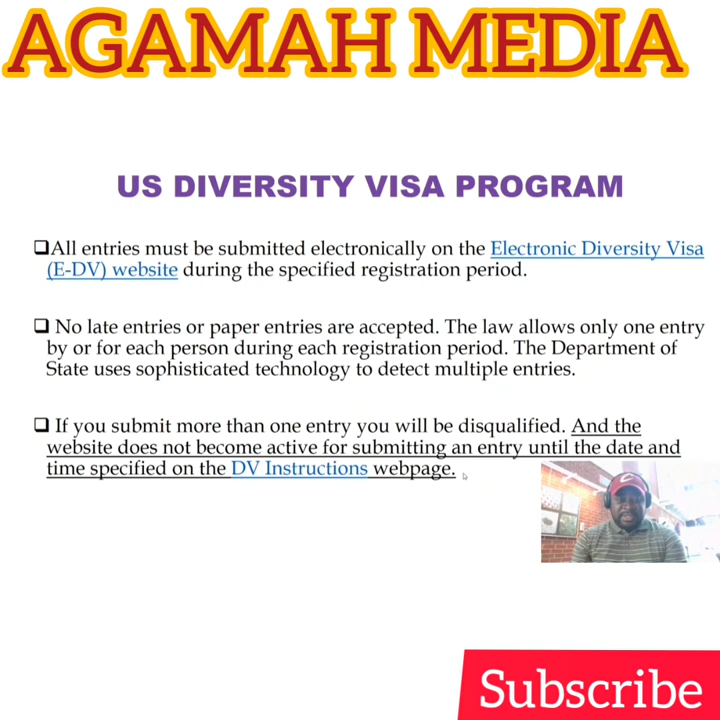 AGAMAH MEDIA
US DIVERSITY VISA PROGRAM
❑All entries must be submitted electronically on the Electronic Diversity Visa
(E-DV) website during the specified registration period.
❑ No late entries or paper entries are accepted. The law allows only one entry
by or for each person during each registration period. The Department of
State uses sophisticated technology to detect multiple entries.
❑ If you submit more than one entry you will be disqualified. And the
website does not become active for submitting an entry until the date and
time specified on the DV Instructions webpage.
Subscribe